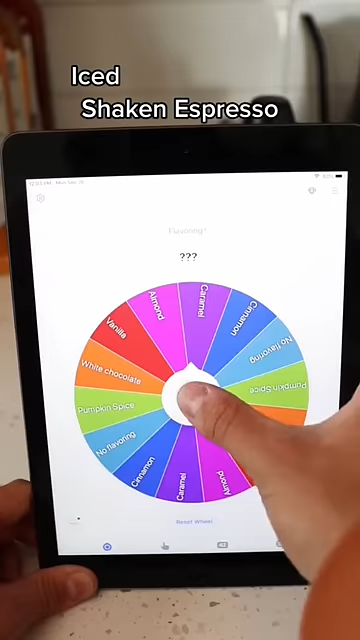 Iced
Shaken Espresso
Flavoring?
???
Caramel
Cinnamon
No flavoring
Pumpkin Spice
Almond
Caramel
Cinnamon
No flavoring
Pumpkin Spice
White chocolate
Vanilla
Almond
Reset Wheel